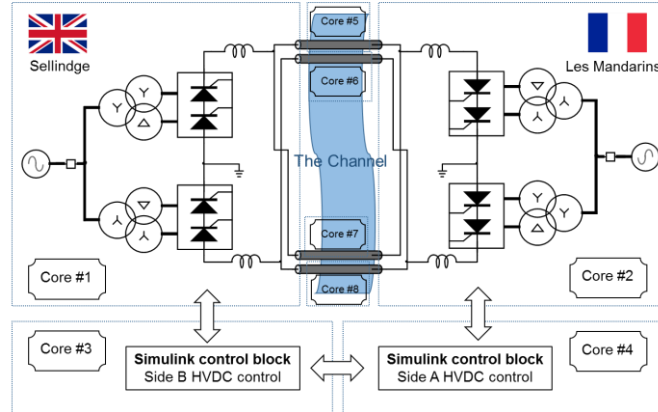 Core #5
Sellindge
Core #6
Les Mandarins
The Channel
Core #7
Core #1
Core #8
Core #2
Core #3
Simulink control block
Side B HVDC control
Simulink control block
Side A HVDC control
Core #4